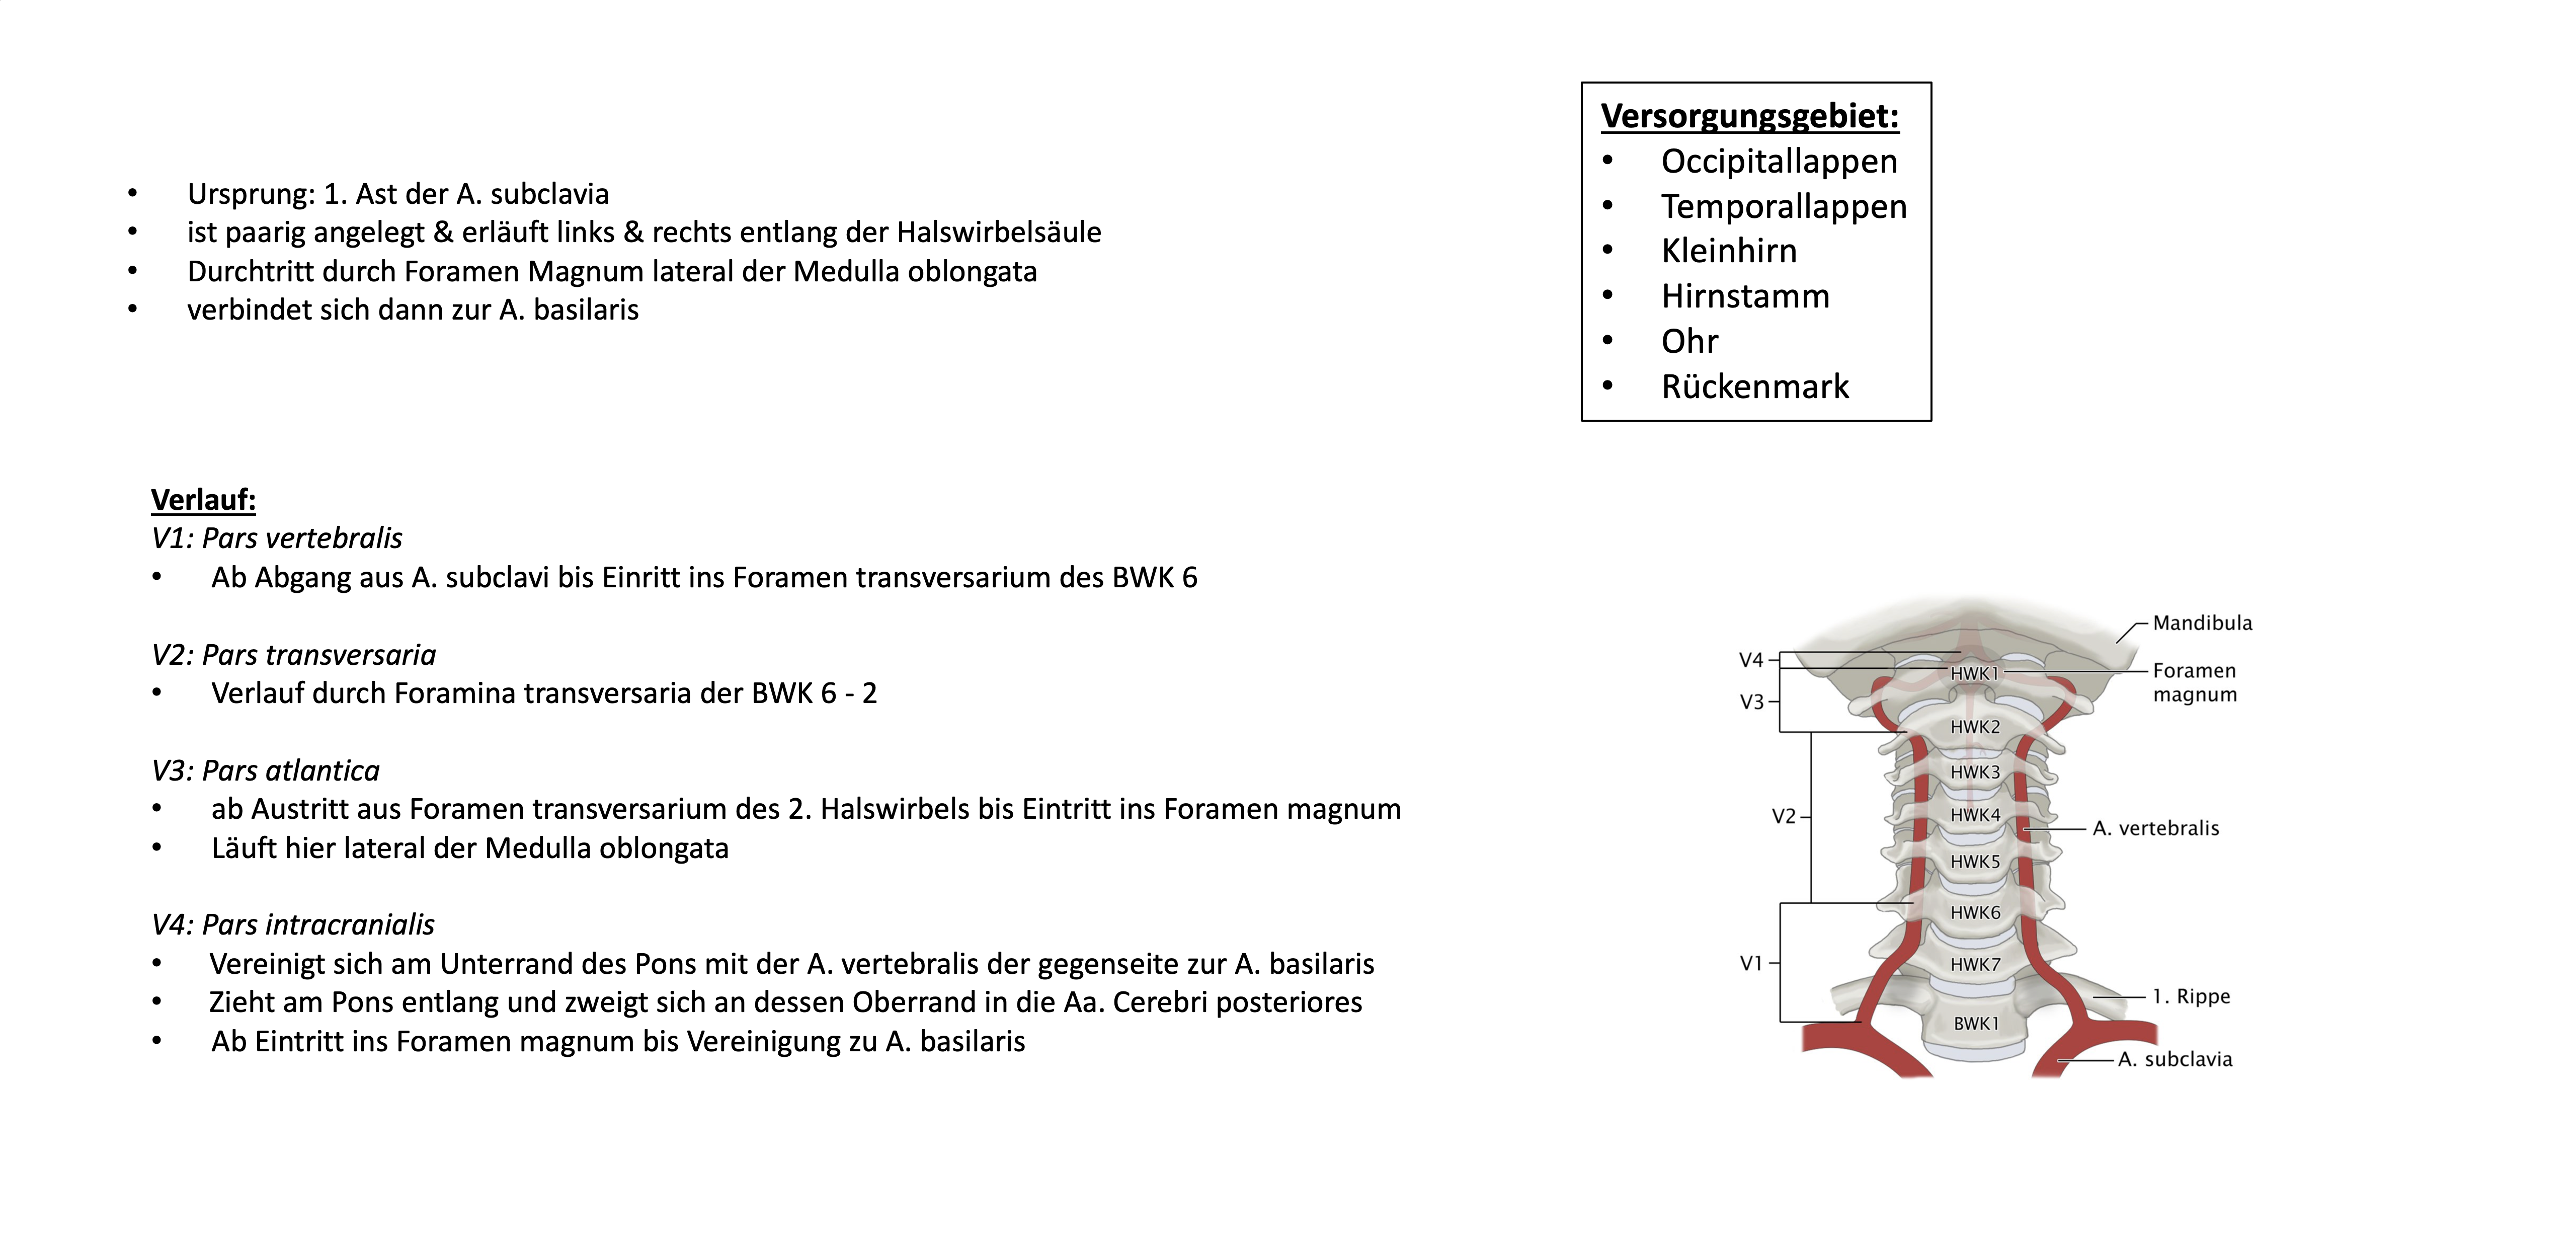 • Ursprung: 1. Ast der A. subclavia
• ist paarig angelegt & erläuft links & rechts entlang der Halswirbelsäule
• Durchtritt durch Foramen Magnum lateral der Medulla oblongata
• verbindet sich dann zur A. basilaris
Versorgungsgebiet:
• Occipitallappen
• Temporallappen
• Kleinhirn
• Hirnstamm
• Ohr
• Rückenmark
Verlauf:
V1: Pars vertebralis
• Ab Abgang aus A. subclavi bis Einritt ins Foramen transversarium des BWK 6
V2: Pars transversaria
• Verlauf durch Foramina transversaria der BWK 6 - 2
V3: Pars atlantica
• ab Austritt aus Foramen transversarium des 2. Halswirbels bis Eintritt ins Foramen magnum
• Läuft hier lateral der Medulla oblongata
V4: Pars intracranialis
• Vereinigt sich am Unterrand des Pons mit der A. vertebralis der gegenseite zur A. basilaris
• Zieht am Pons entlang und zweigt sich an dessen Oberrand in die Aa. Cerebri posteriores
• Ab Eintritt ins Foramen magnum bis Vereinigung zu A. basilaris
Mandibula
V4
HWK1
Foramen
magnum
V3
HWK2
HWK3
V2
HWK4
A. vertebralis
HWK5
HWK6
V1
HWK7
1. Rippe
BWK1
A. subclavia